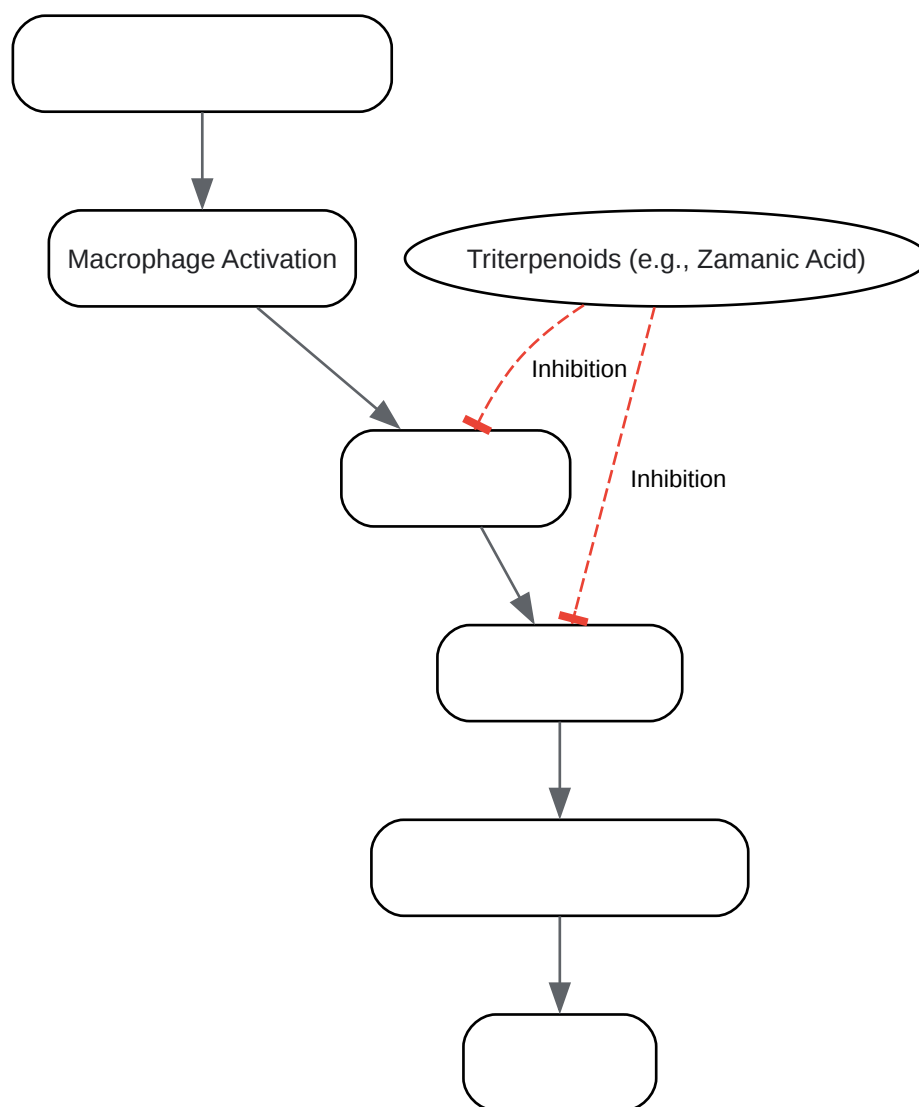 Macrophage Activation
Triterpenoids (e.g., Zamanic Acid)
Inhibition
Inhibition